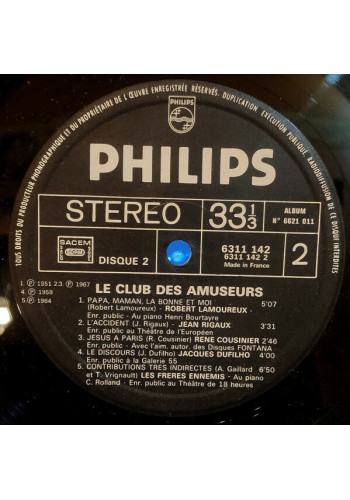 TOUS DROITS DU PRODUCTEUR PHONOGRAPHIQUE ET DU PROPRIÉTAIRE DE L'ŒUVRE ENREGISTRÉE RÉSERVÉS. DUPLICATION, EXÉCUTION PUBLIQUE, RADIODIFFUSION DE CE DISQUE INTERDITES
PHILIPS
PHILIPS
STEREO
33 1/3
ALBUM
N° 6621 011
SACEM
BIEM
DISQUE 2
6311 142
6311 142 2
Made in France
2
1. Ⓟ 1951 2.3. Ⓟ 1967
4. Ⓟ 1959
5. Ⓟ 1964
LE CLUB DES AMUSEURS
1. PAPA, MAMAN, LA BONNE ET MOI 5'07
(Robert Lamoureux) - ROBERT LAMOUREUX -
Enr. public - Au piano Henri Bourtayre
2. L'ACCIDENT (J. Rigaux) - JEAN RIGAUX 3'31
Enr. public au Théâtre de l'Européen
3. JESUS A PARIS (R. Cousinier) RENE COUSINIER 2'46
Enr. public - Avec l'aim. autor. des Disques FONTANA
4. LE DISCOURS (J. Dufilho) JACQUES DUFILHO 4'00
Enr. public à la Galerie 55
5. CONTRIBUTIONS TRES INDIRECTES (A. Gaillard 6'50
et T. Vrignault) LES FRERES ENNEMIS - Au piano
C. Rolland - Enr. public au Théâtre de 18 heures